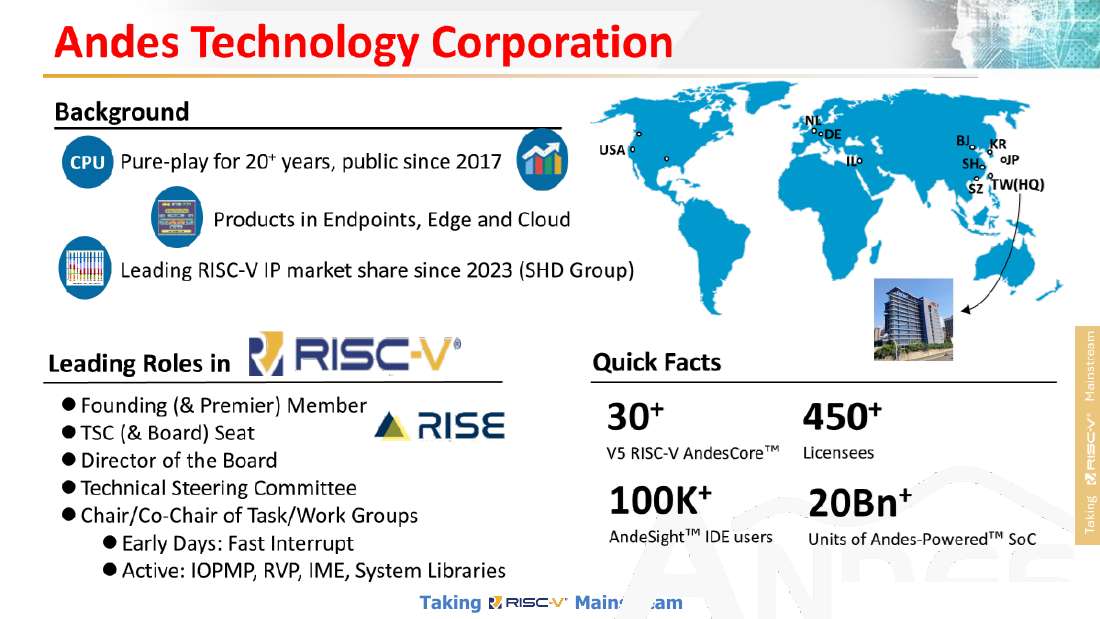 Andes Technology Corporation
Background
CPU
Pure-play for 20+ years, public since 2017
Products in Endpoints, Edge and Cloud
Leading RISC-V IP market share since 2023 (SHD Group)
USA
NL
DE
IL
BJ
KR
SH
JP
SZ
TW(HQ)
Leading Roles in RISC-V®
Founding (& Premier) Member
RISE
TSC (& Board) Seat
Director of the Board
Technical Steering Committee
Chair/Co-Chair of Task/Work Groups
Early Days: Fast Interrupt
Active: IOPMP, RVP, IME, System Libraries
Quick Facts
30+
V5 RISC-V AndesCore™
450+
Licensees
100K+
AndeSight™ IDE users
20Bn+
Units of Andes-Powered™ SoC
Taking RISC-V® Mainstream
Taking RISC-V® Mainstream